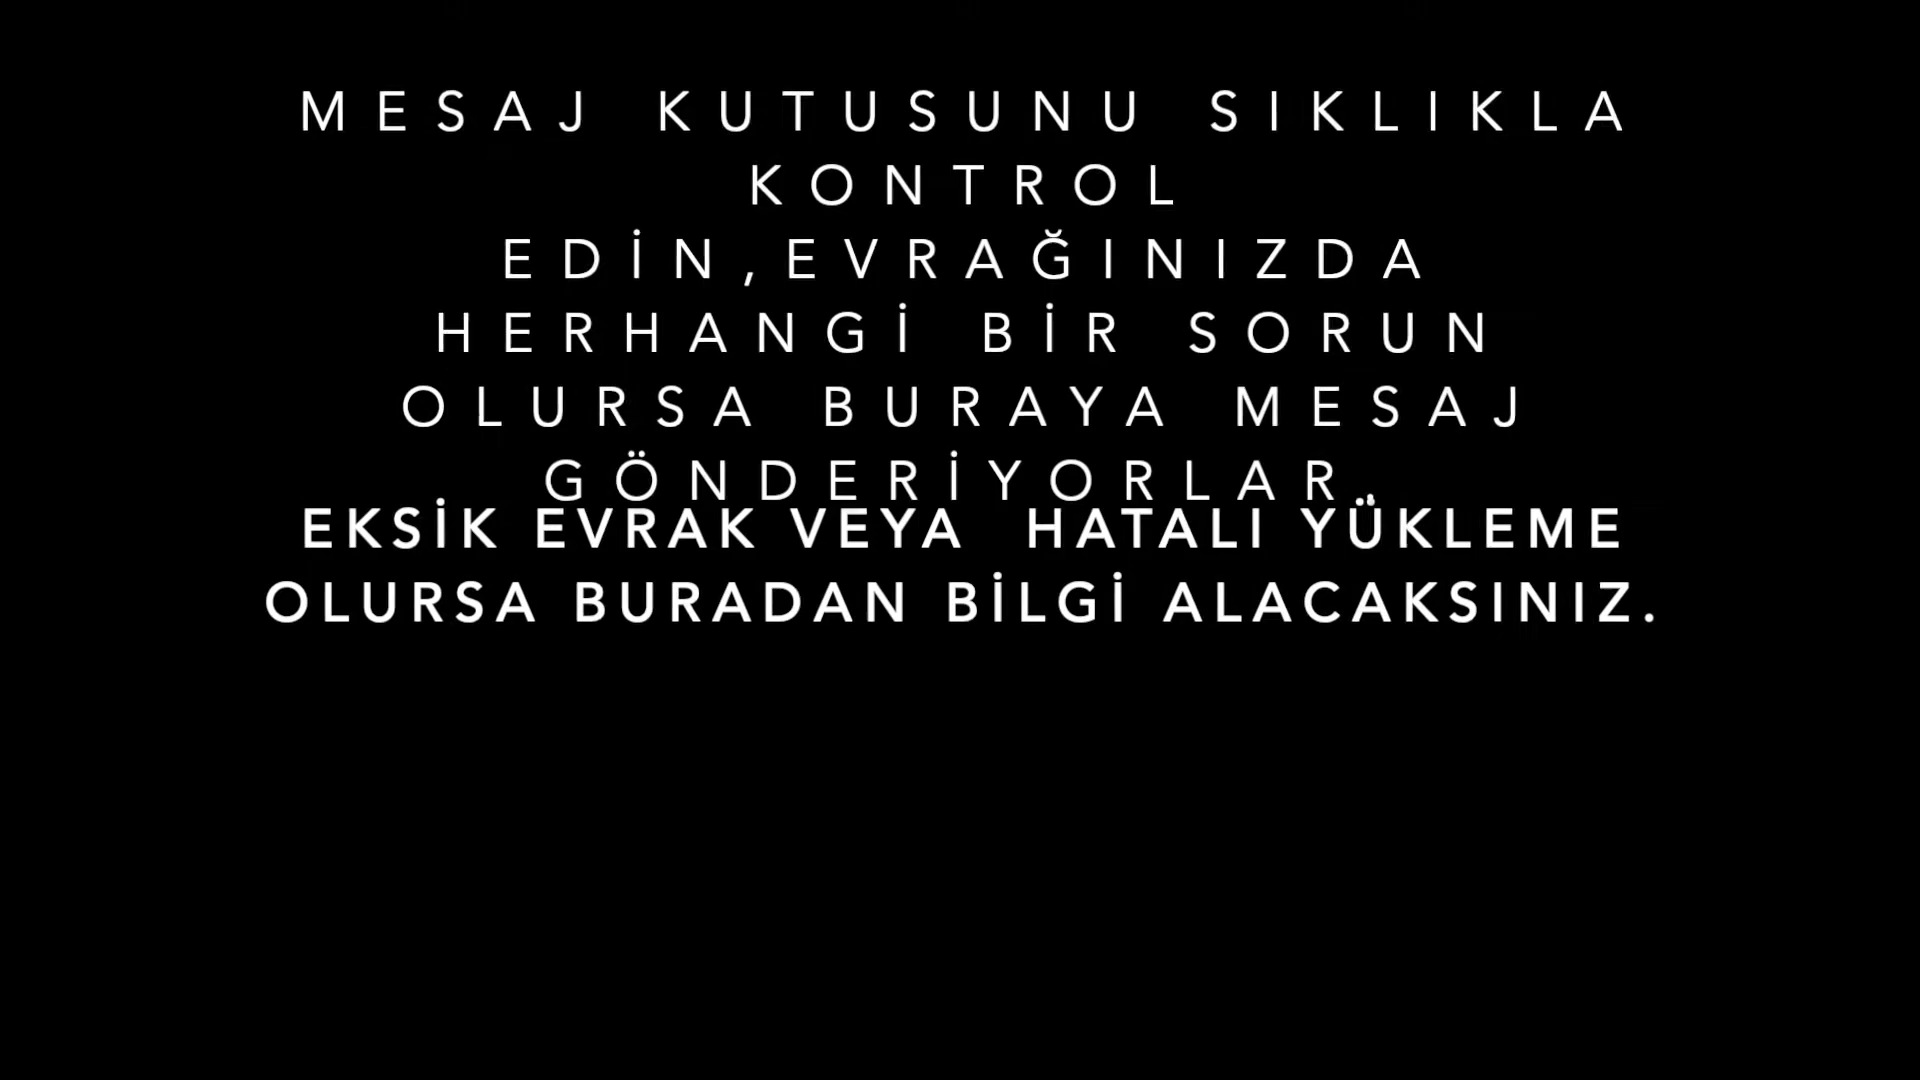 MESAJ KUTUSUNU SIKLIKLA
KONTROL
EDİN,EVRAĞINIZDA
HERHANGİ BİR SORUN
OLURSA BURAYA MESAJ
GÖNDERİYORLAR.
EKSİK EVRAK VEYA  HATALI YÜKLEME
OLURSA BURADAN BİLGİ ALACAKSINIZ.